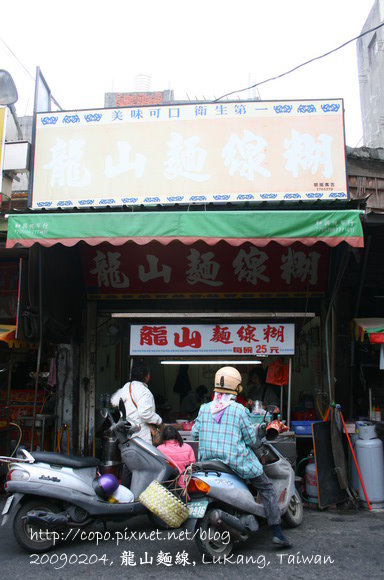 美味可口 衛生第一
龍山麵線糊
龍山麵線糊
龍山麵線糊
每碗25元
http://copo.pixnet.net/blog
20090204, 龍山麵線, LuKang, Taiwan